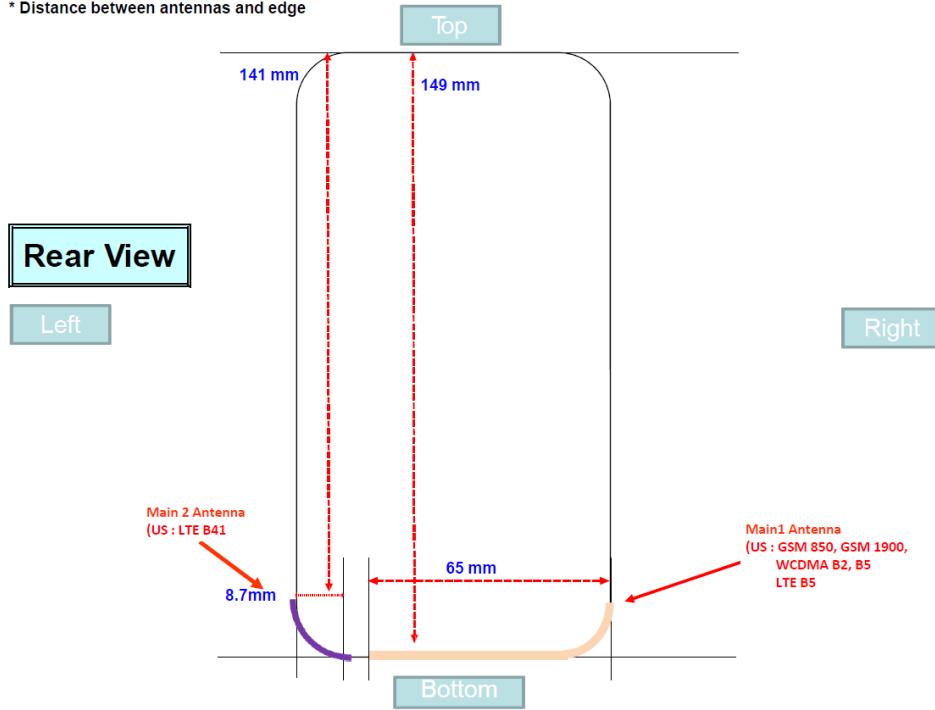 * Distance between antennas and edge
Top
141 mm
149 mm
Rear View
Left
Right
Main 2 Antenna
(US : LTE B41
Main1 Antenna
(US : GSM 850, GSM 1900,
WCDMA B2, B5
LTE B5
65 mm
8.7mm
Bottom